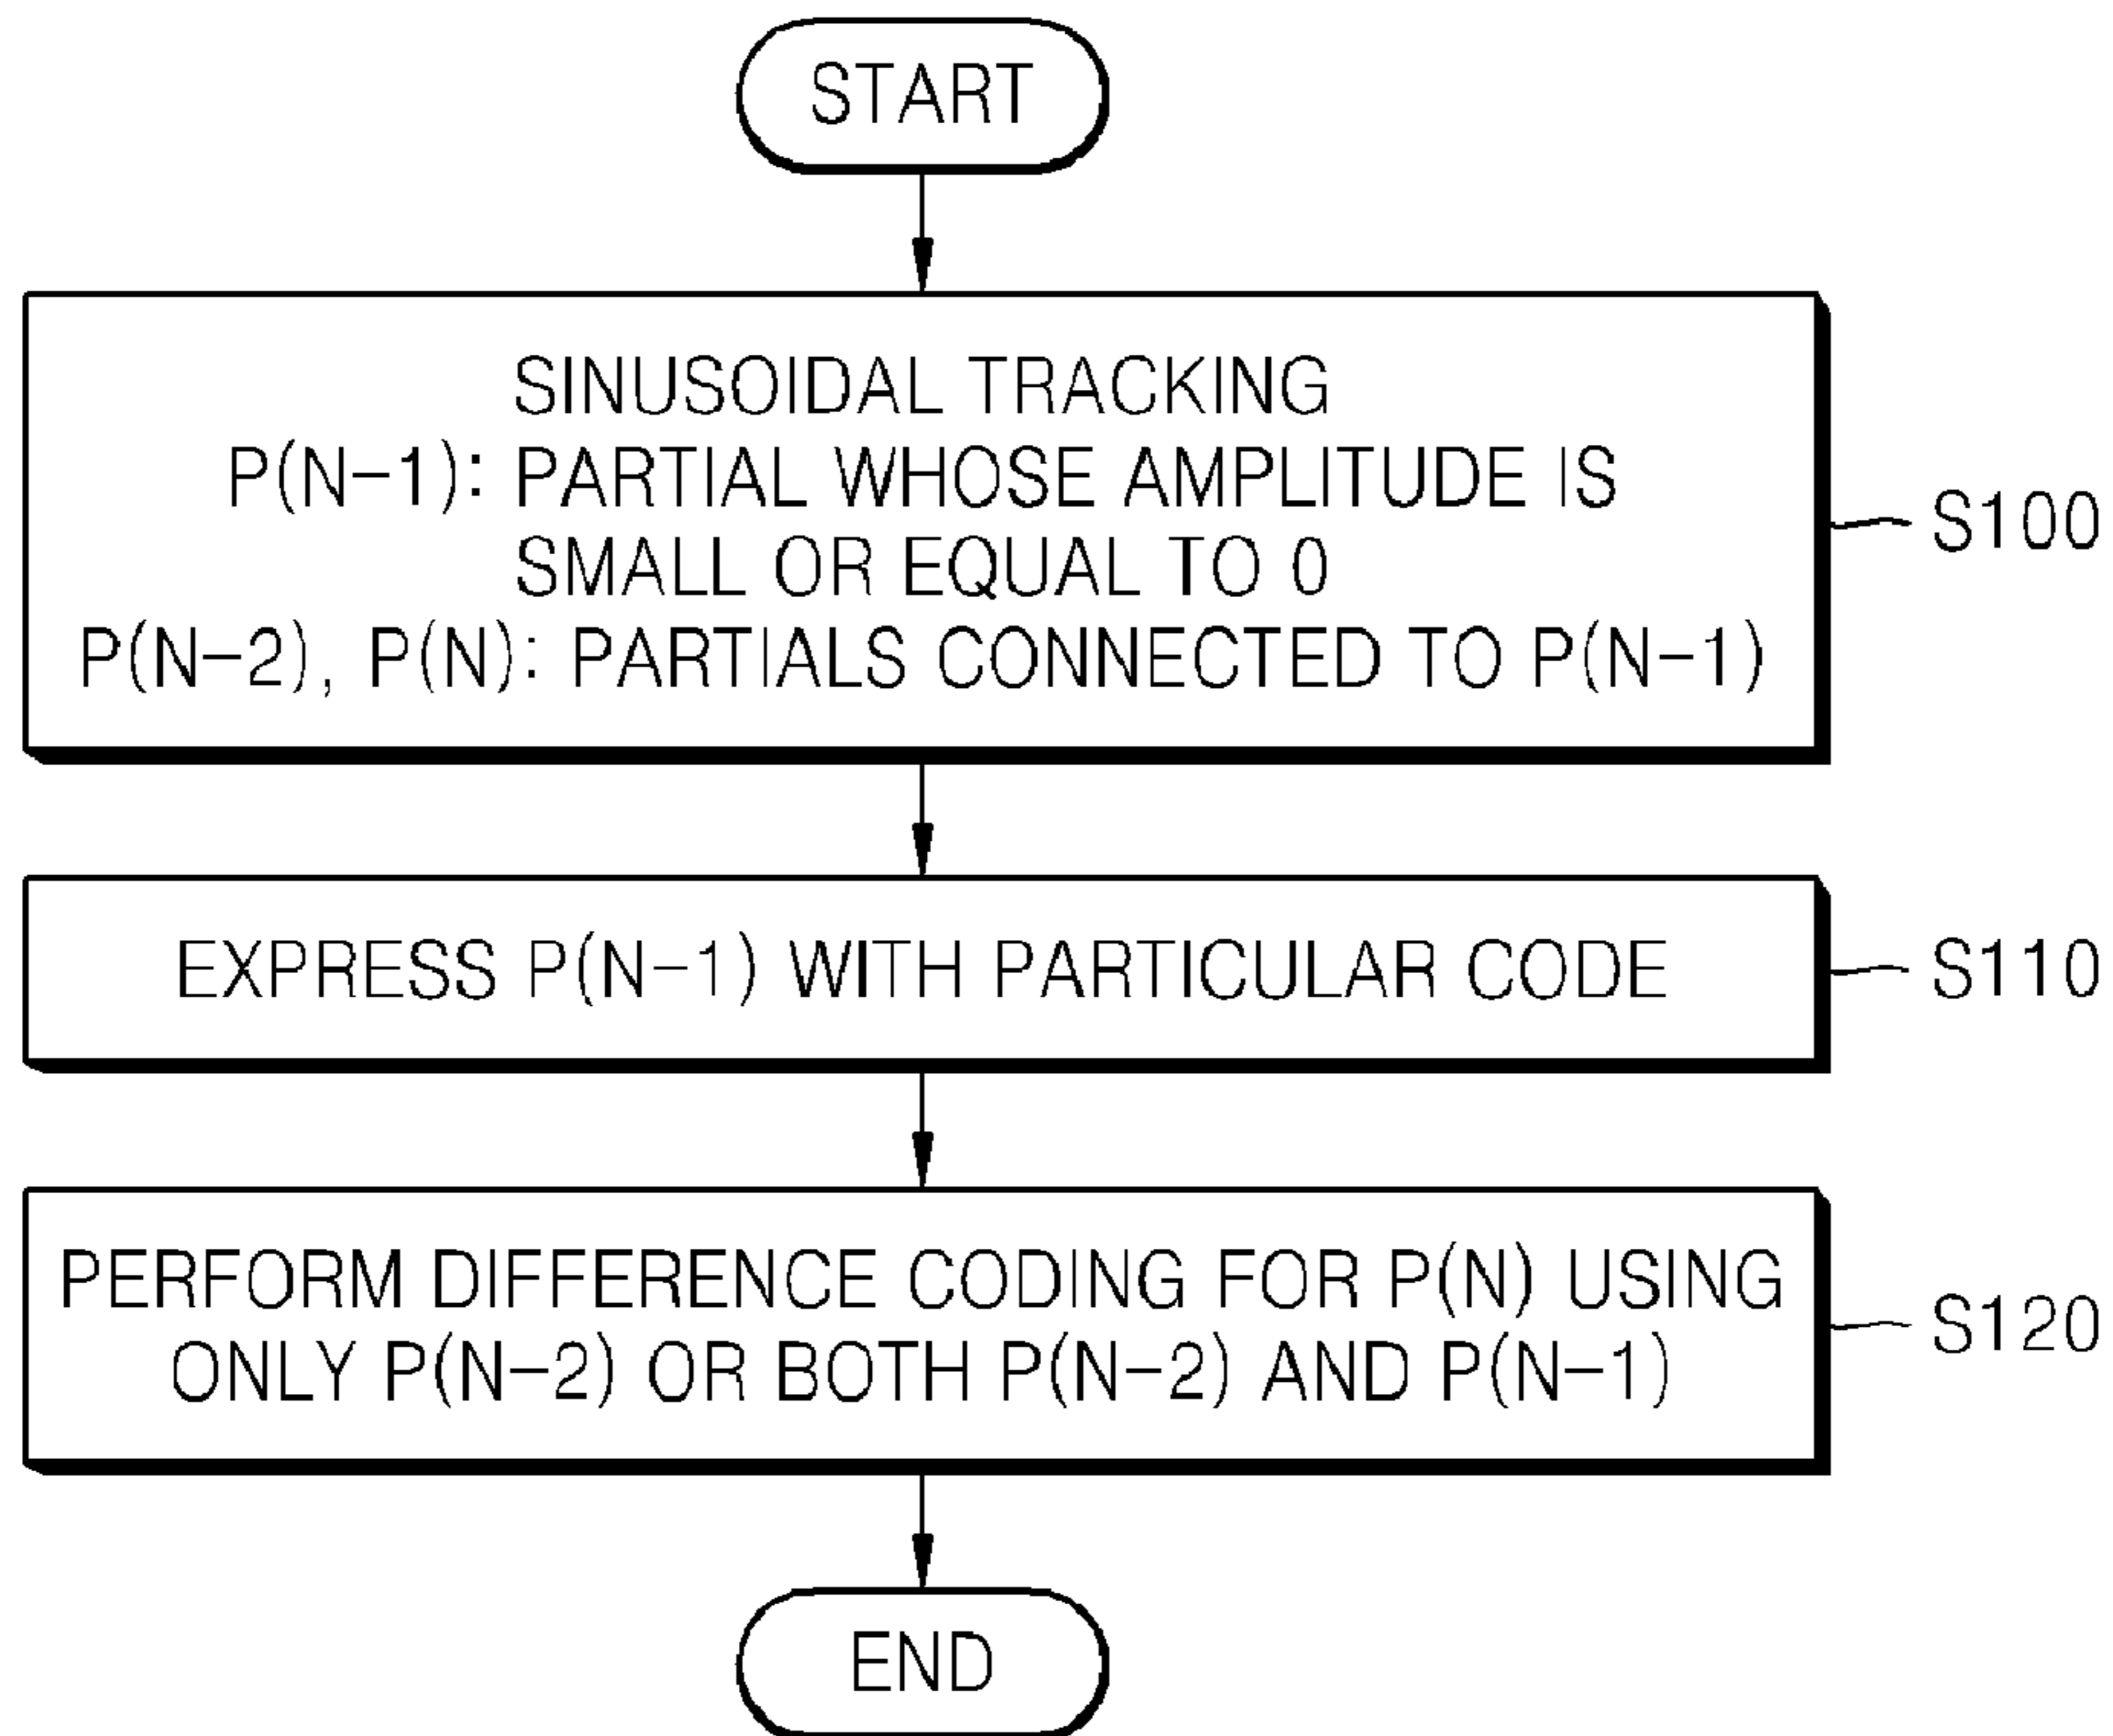 START
SINUSOIDAL TRACKING
P(N-1): PARTIAL WHOSE AMPLITUDE IS
SMALL OR EQUAL TO 0
P(N-2), P(N): PARTIALS CONNECTED TO P(N-1)
S100
EXPRESS P(N-1) WITH PARTICULAR CODE
S110
PERFORM DIFFERENCE CODING FOR P(N) USING
ONLY P(N-2) OR BOTH P(N-2) AND P(N-1)
S120
END